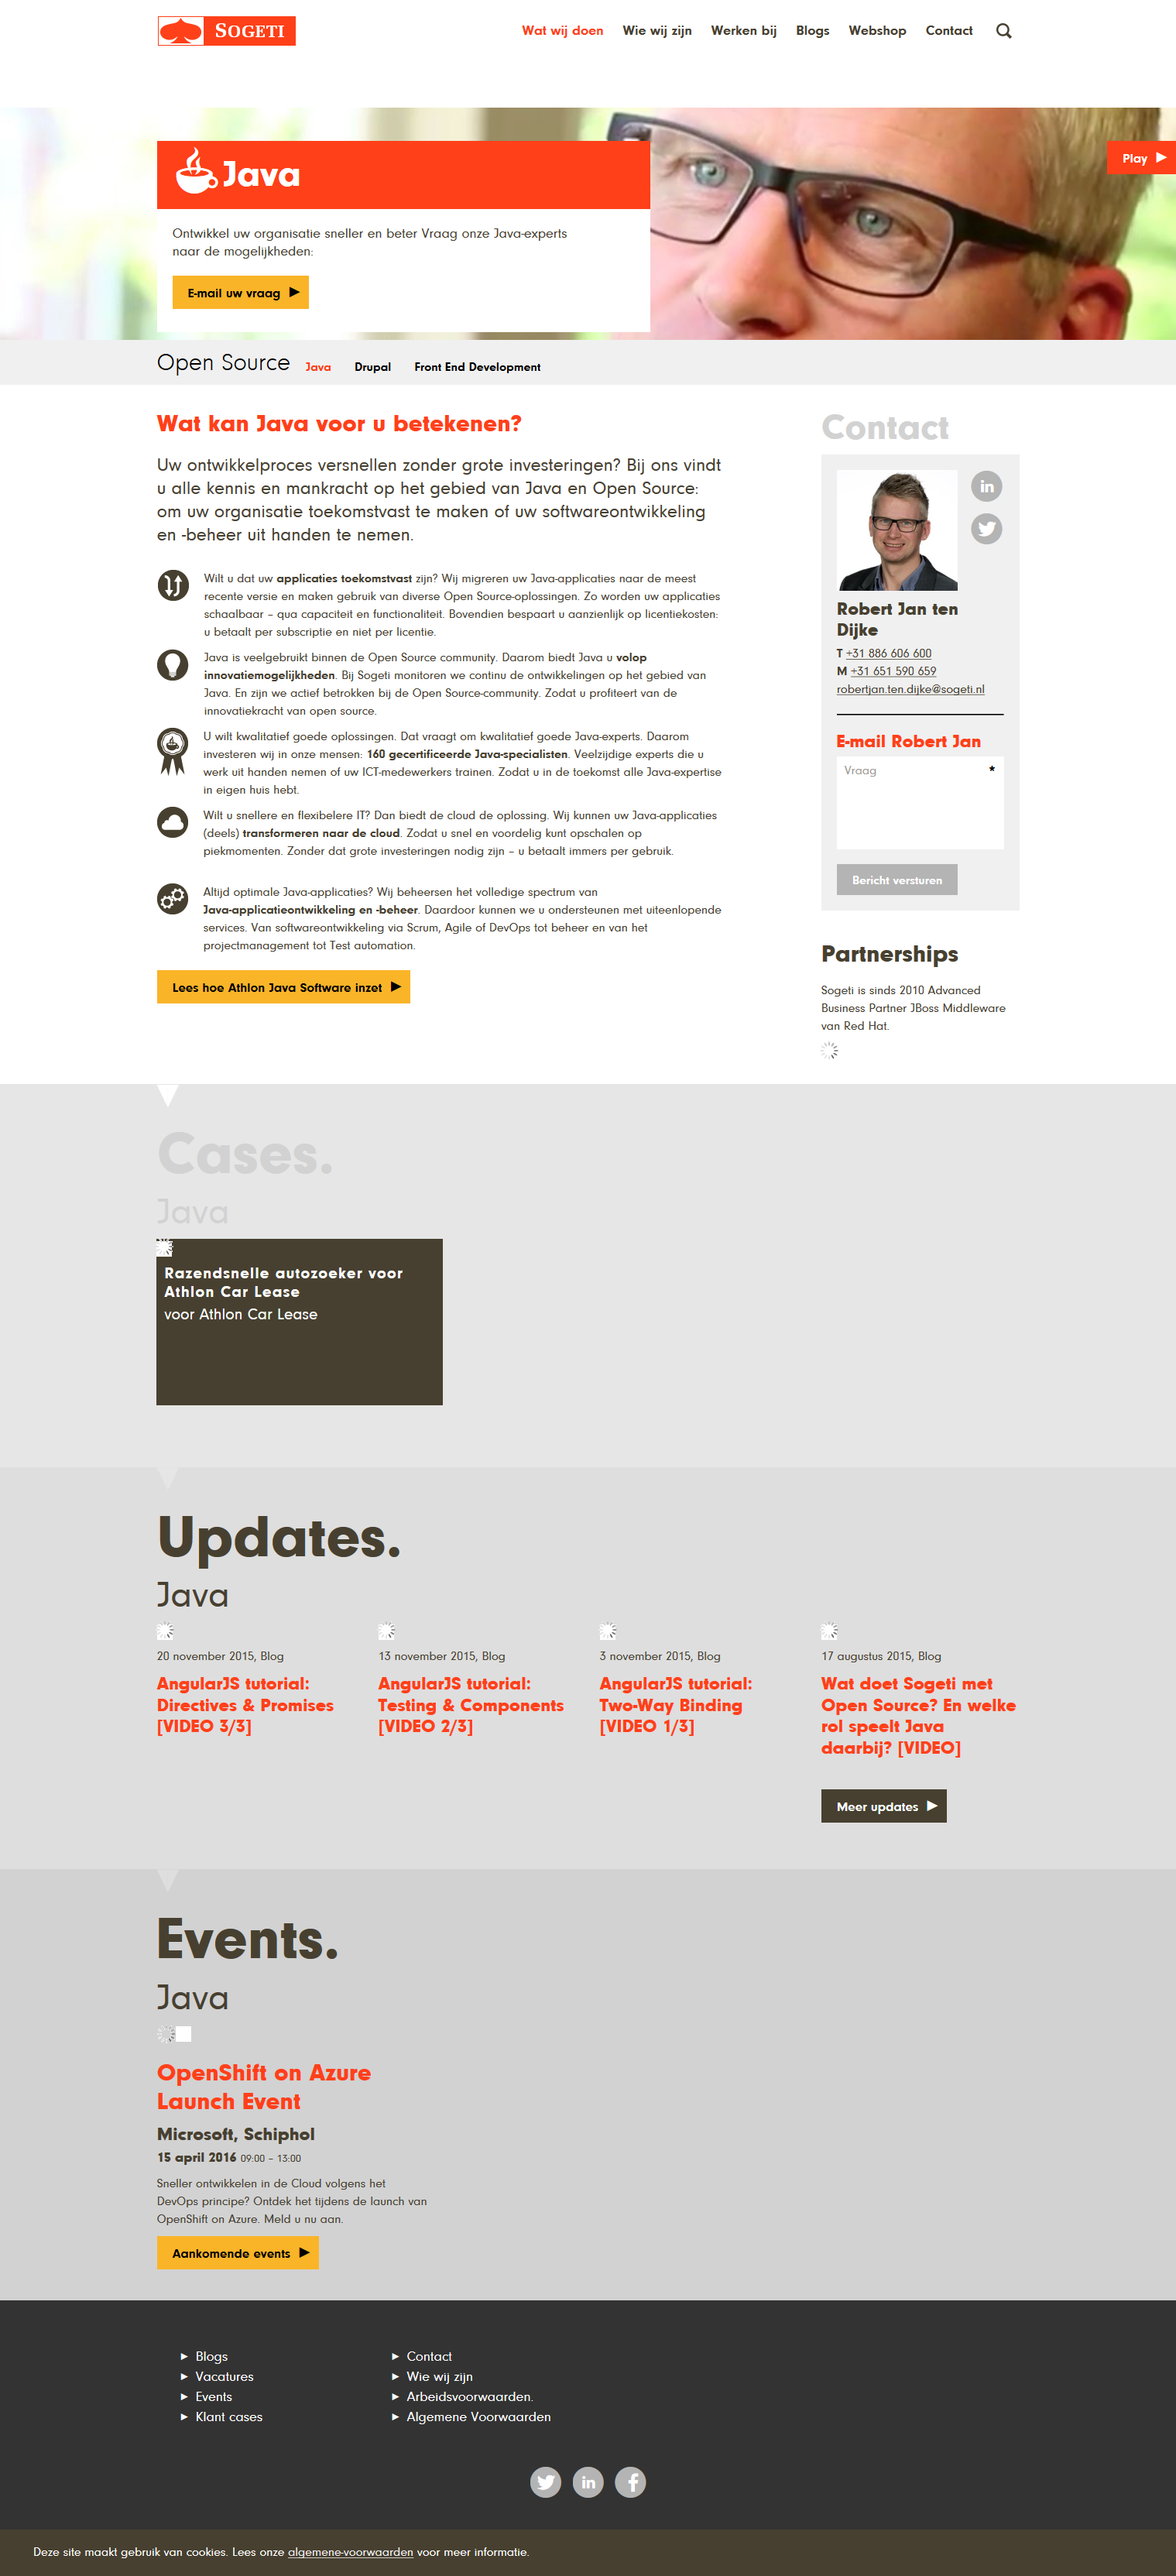 SOGETI
Wat wij doen
Wie wij zijn
Werken bij
Blogs
Webshop
Contact
Java
Play
Ontwikkel uw organisatie sneller en beter Vraag onze Java-experts
naar de mogelijkheden:
E-mail uw vraag
Open Source
Java
Drupal
Front End Development
Wat kan Java voor u betekenen?
Uw ontwikkelproces versnellen zonder grote investeringen? Bij ons vindt
u alle kennis en mankracht op het gebied van Java en Open Source:
om uw organisatie toekomstvast te maken of uw softwareontwikkeling
en -beheer uit handen te nemen.
Wilt u dat uw applicaties toekomstvast zijn? Wij migreren uw Java-applicaties naar de meest
recente versie en maken gebruik van diverse Open Source-oplossingen. Zo worden uw applicaties
schaalbaar – qua capaciteit en functionaliteit. Bovendien bespaart u aanzienlijk op licentiekosten:
u betaalt per subscriptie en niet per licentie.
Java is veelgebruikt binnen de Open Source community. Daarom biedt Java u volop
innovatiemogelijkheden. Bij Sogeti monitoren we continu de ontwikkelingen op het gebied van
Java. En zijn we actief betrokken bij de Open Source-community. Zodat u profiteert van de
innovatiekracht van open source.
U wilt kwalitatief goede oplossingen. Dat vraagt om kwalitatief goede Java-experts. Daarom
investeren wij in onze mensen: 160 gecertificeerde Java-specialisten. Veelzijdige experts die u
werk uit handen nemen of uw ICT-medewerkers trainen. Zodat u in de toekomst alle Java-expertise
in eigen huis hebt.
Wilt u snellere en flexibelere IT? Dan biedt de cloud de oplossing. Wij kunnen uw Java-applicaties
(deels) transformeren naar de cloud. Zodat u snel en voordelig kunt opschalen op
piekmomenten. Zonder dat grote investeringen nodig zijn – u betaalt immers per gebruik.
Altijd optimale Java-applicaties? Wij beheersen het volledige spectrum van
Java-applicatieontwikkeling en -beheer. Daardoor kunnen we u ondersteunen met uiteenlopende
services. Van softwareontwikkeling via Scrum, Agile of DevOps tot beheer en van het
projectmanagement tot Test automation.
Lees hoe Athlon Java Software inzet
Contact
in
Robert Jan ten
Dijke
T +31 886 606 600
M +31 651 590 659
robertjan.ten.dijke@sogeti.nl
E-mail Robert Jan
Vraag *
Bericht versturen
Partnerships
Sogeti is sinds 2010 Advanced
Business Partner JBoss Middleware
van Red Hat.
Cases.
Java
Razendsnelle autozoeker voor
Athlon Car Lease
voor Athlon Car Lease
Updates.
Java
20 november 2015, Blog
AngularJS tutorial:
Directives & Promises
[VIDEO 3/3]
13 november 2015, Blog
AngularJS tutorial:
Testing & Components
[VIDEO 2/3]
3 november 2015, Blog
AngularJS tutorial:
Two-Way Binding
[VIDEO 1/3]
17 augustus 2015, Blog
Wat doet Sogeti met
Open Source? En welke
rol speelt Java
daarbij? [VIDEO]
Meer updates
Events.
Java
OpenShift on Azure
Launch Event
Microsoft, Schiphol
15 april 2016 09:00 – 13:00
Sneller ontwikkelen in de Cloud volgens het
DevOps principe? Ontdek het tijdens de launch van
OpenShift on Azure. Meld u nu aan.
Aankomende events
Blogs
Vacatures
Events
Klant cases
Contact
Wie wij zijn
Arbeidsvoorwaarden.
Algemene Voorwaarden
in
f
Deze site maakt gebruik van cookies. Lees onze algemene-voorwaarden voor meer informatie.